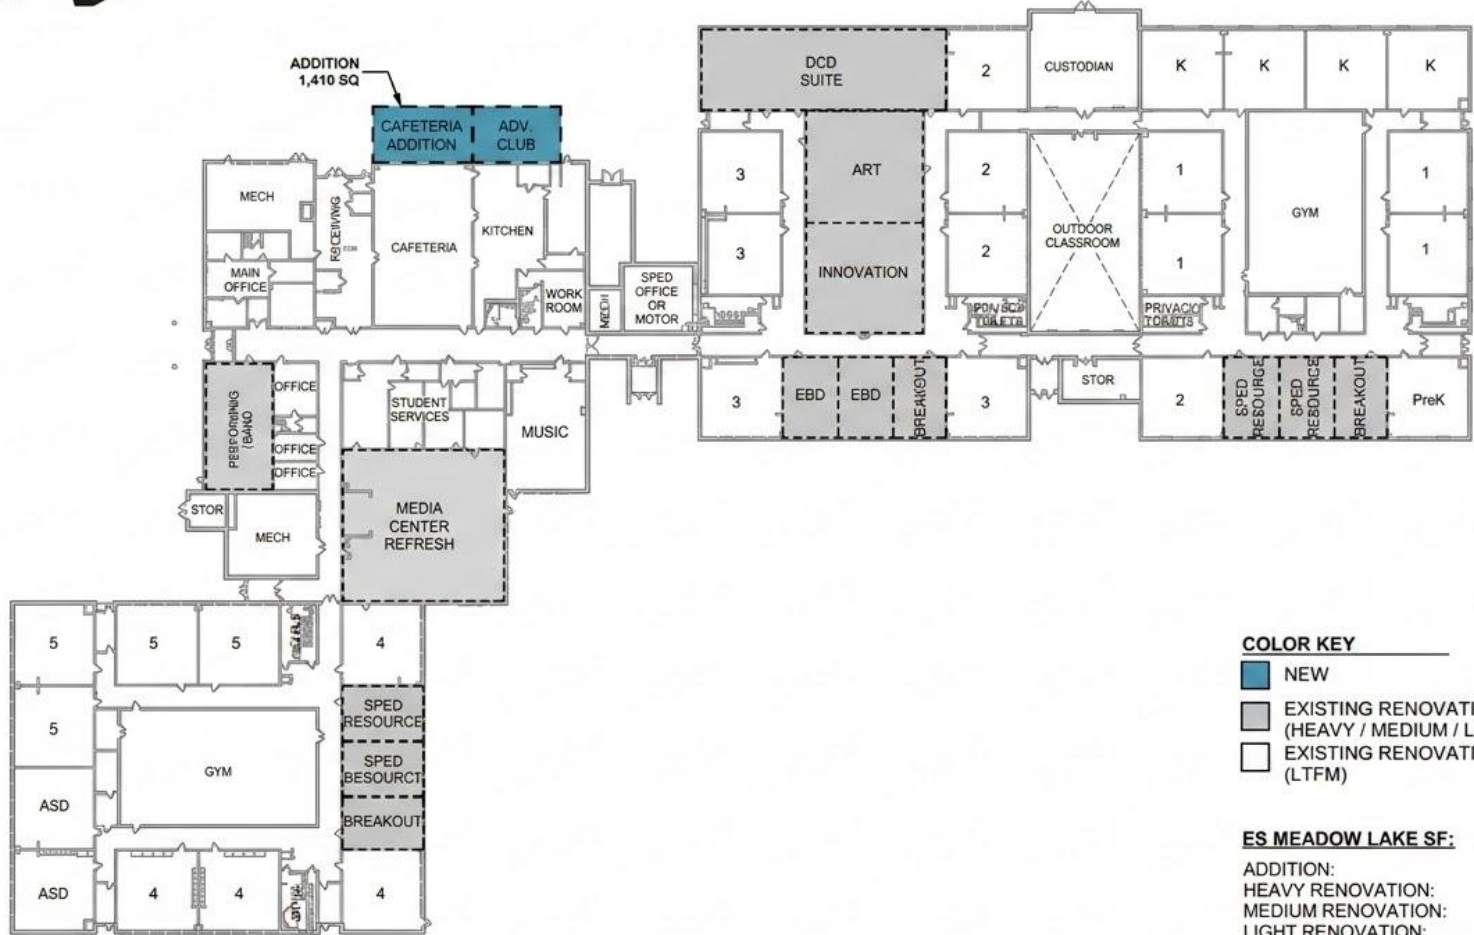 ADDITION
1,410 SQ
CAFETERIA
ADDITION
ADV.
CLUB
DCD
SUITE
2
CUSTODIAN
K
K
K
K
MECH
RECEIVING
CAFETERIA
KITCHEN
MAIN
OFFICE
WORK
ROOM
MECH
SPED
OFFICE
OR
MOTOR
3
ART
2
1
GYM
1
3
INNOVATION
2
OUTDOOR
CLASSROOM
1
1
PRIVACIO
OFFICE
OFFICE
OFFICE
STUDENT
SERVICES
MUSIC
3
EBD
EBD
BREAKOUT
3
STOR
2
SPED
RESOURCE
SPED
RESOURCE
BREAKOUT
PreK
STOR
MECH
MEDIA
CENTER
REFRESH
5
5
5
4
5
SPED
RESOURCE
GYM
SPED
BESOURCT
ASD
BREAKOUT
ASD
4
4
4
COLOR KEY
NEW
EXISTING RENOVATI
(HEAVY / MEDIUM / L
EXISTING RENOVATI
(LTFM)
ES MEADOW LAKE SF:
ADDITION:
HEAVY RENOVATION:
MEDIUM RENOVATION:
LIGHT RENOVATION: